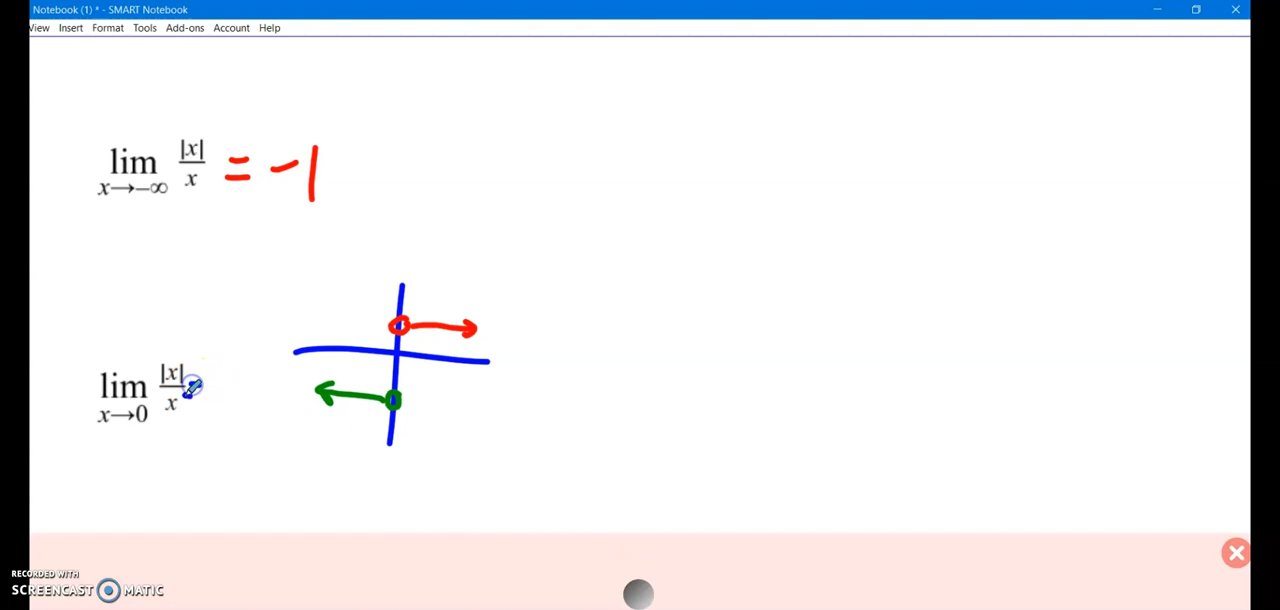 Notebook (1) * - SMART Notebook
View Insert Format Tools Add-ons Account Help
lim x→−∞ |x|/x = -1
lim x→0 |x|/x
RECORDED WITH
SCREENCAST MATIC